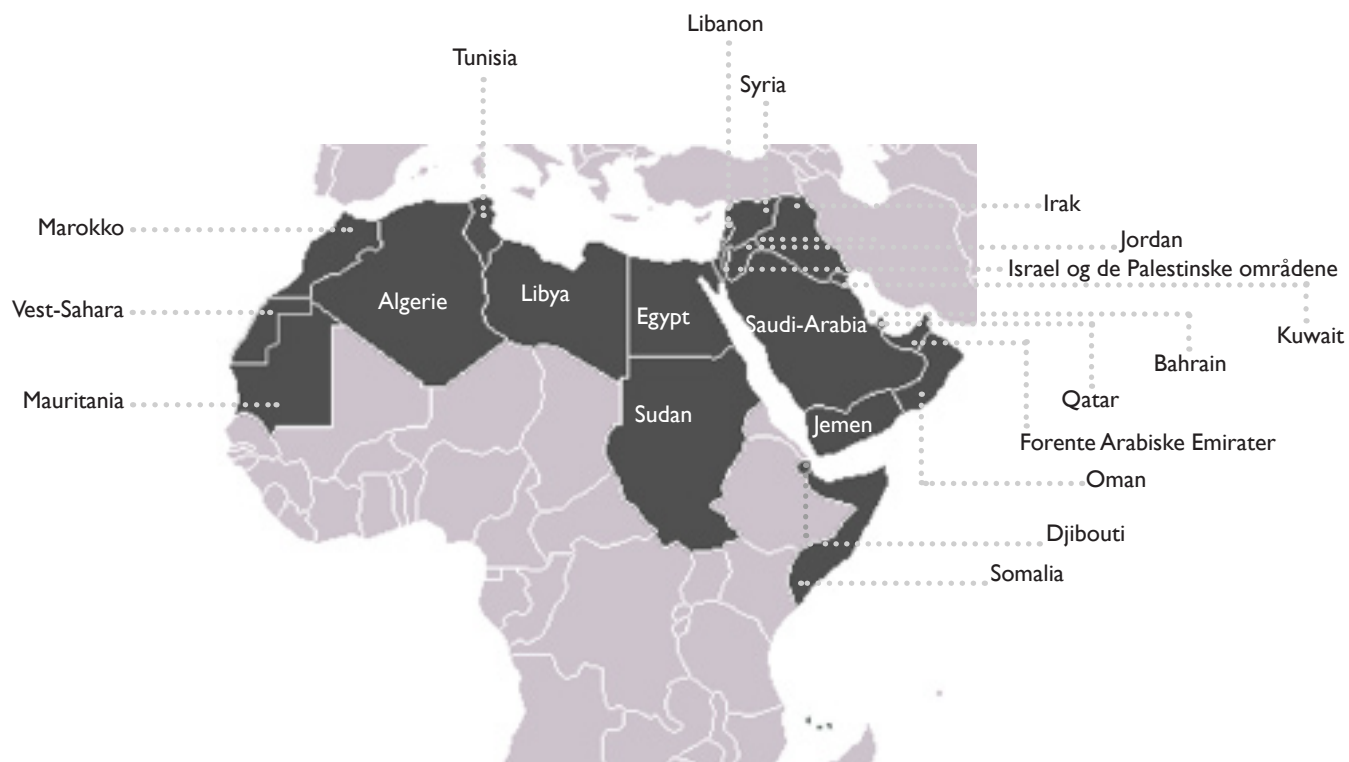 Libanon
Tunisia
Syria
Marokko
Irak
Jordan
Israel og de Palestinske områdene
Vest-Sahara
Algerie
Libya
Egypt
Saudi-Arabia
Kuwait
Bahrain
Mauritania
Qatar
Sudan
Jemen
Forente Arabiske Emirater
Oman
Djibouti
Somalia